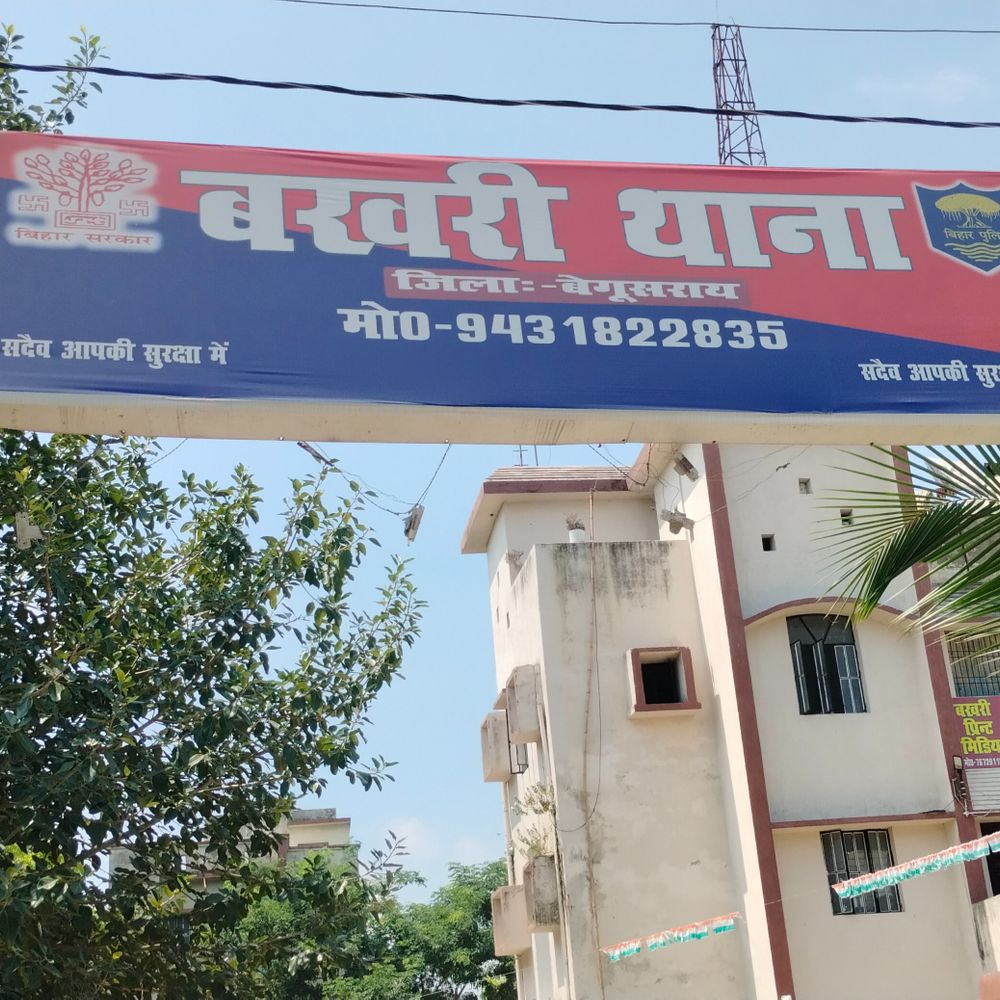 बखरी थाना
बिहार सरकार
बिहार पुलि
जिलाः-बेगूसराय
मो0-9431822835
सदैव आपकी सुरक्षा में
सदैव आपकी सुर
बखरी
प्रिन्ट
मिडिया